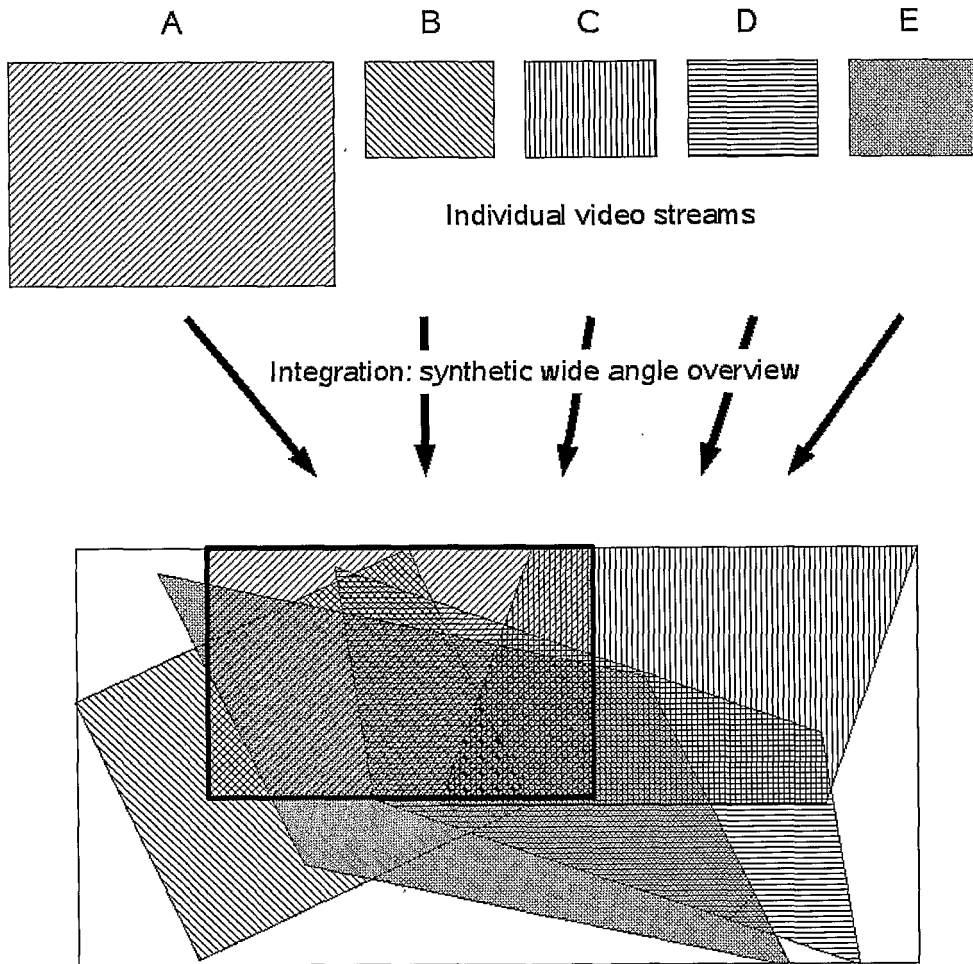 A B C D E
Individual video streams
Integration: synthetic wide angle overview